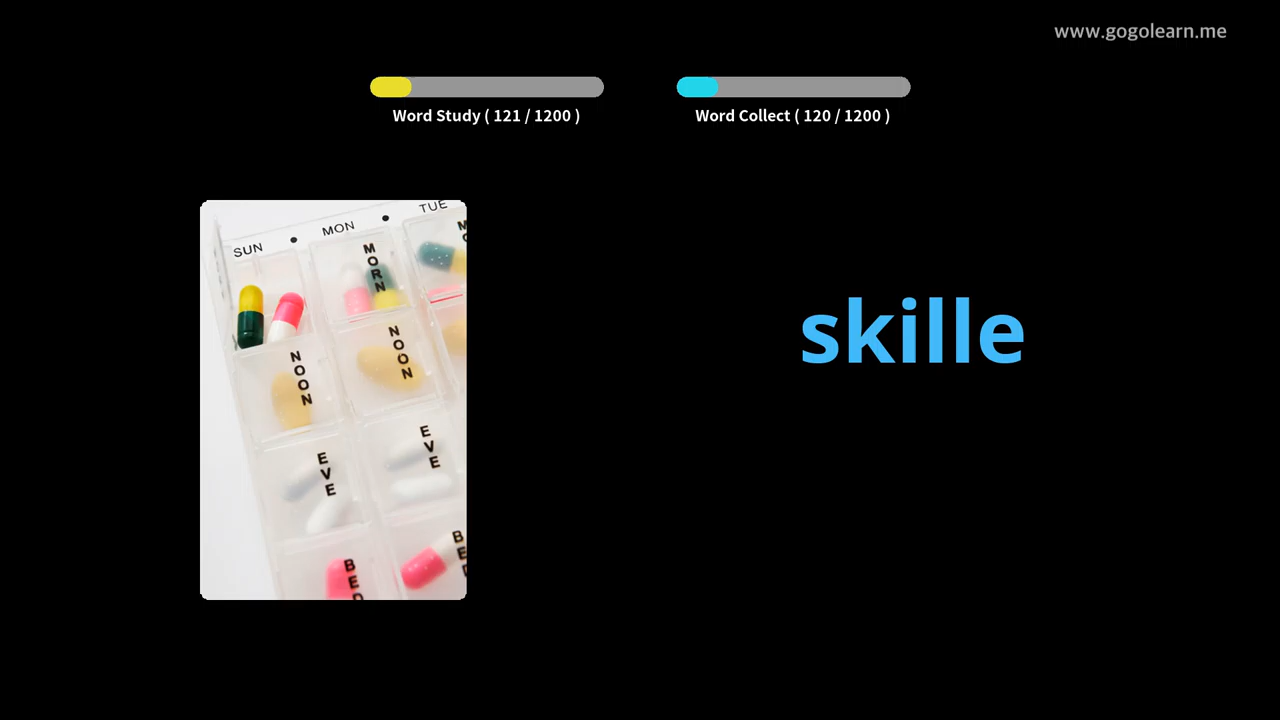 www.gogolearn.me
Word Study ( 121 / 1200 )
Word Collect ( 120 / 1200 )
skille
SUN • MON • TUE
MORN
NOON
NOON
EVE
EVE
BED